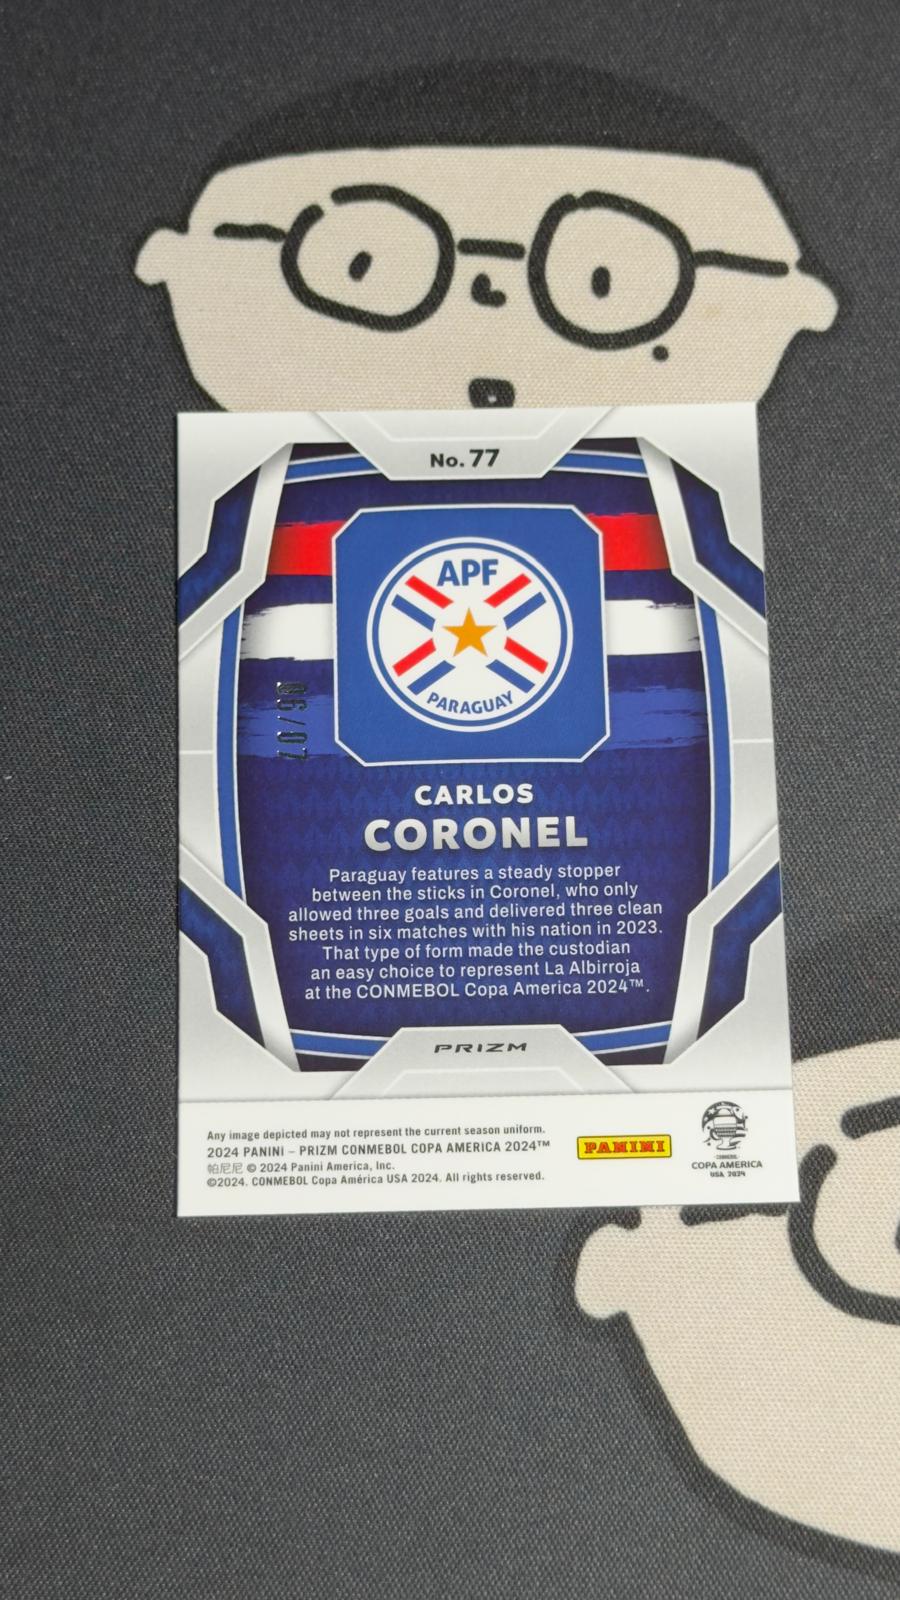 No. 77
APF
PARAGUAY
CARLOS
CORONEL
Paraguay features a steady stopper
between the sticks in Coronel, who only
allowed three goals and delivered three clean
sheets in six matches with his nation in 2023.
That type of form made the custodian
an easy choice to represent La Albirroja
at the CONMEBOL Copa America 2024™.
PRIZM
Any image depicted may not represent the current season uniform.
2024 PANINI – PRIZM CONMEBOL COPA AMERICA 2024™
帕尼尼 © 2024 Panini America, Inc.
©2024. CONMEBOL Copa América USA 2024. All rights reserved.
PANINI
CONMEBOL
COPA AMERICA
USA 2024